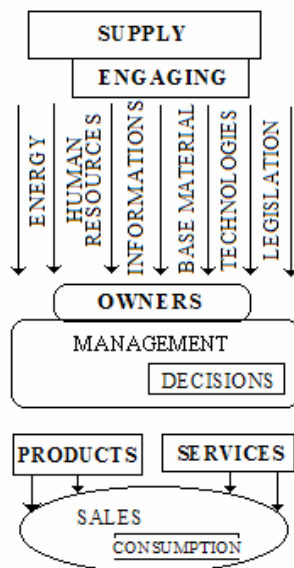 SUPPLY
ENGAGING
ENERGY
HUMAN
RESOURCES
INFORMATIONS
BASE MATERIAL
TECHNOLOGIES
LEGISLATION
OWNERS
MANAGEMENT
DECISIONS
PRODUCTS
SERVICES
SALES
CONSUMPTION